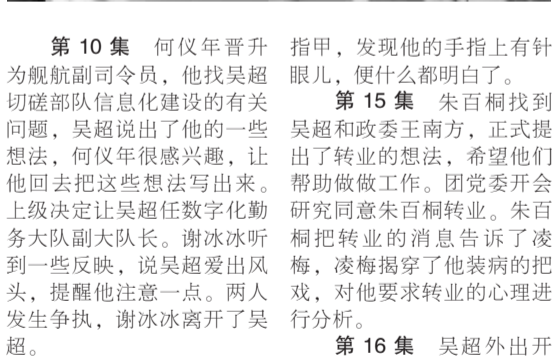 第 10 集　何仪年晋升
为舰航副司令员，他找吴超
切磋部队信息化建设的有关
问题，吴超说出了他的一些
想法，何仪年很感兴趣，让
他回去把这些想法写出来。
上级决定让吴超任数字化勤
务大队副大队长。谢冰冰听
到一些反映，说吴超爱出风
头，提醒他注意一点。两人
发生争执，谢冰冰离开了吴
超。
指甲，发现他的手指上有针
眼儿，便什么都明白了。
第 15 集　朱百桐找到
吴超和政委王南方，正式提
出了转业的想法，希望他们
帮助做做工作。团党委开会
研究同意朱百桐转业。朱百
桐把转业的消息告诉了凌
梅，凌梅揭穿了他装病的把
戏，对他要求转业的心理进
行分析。
第 16 集　吴超外出开